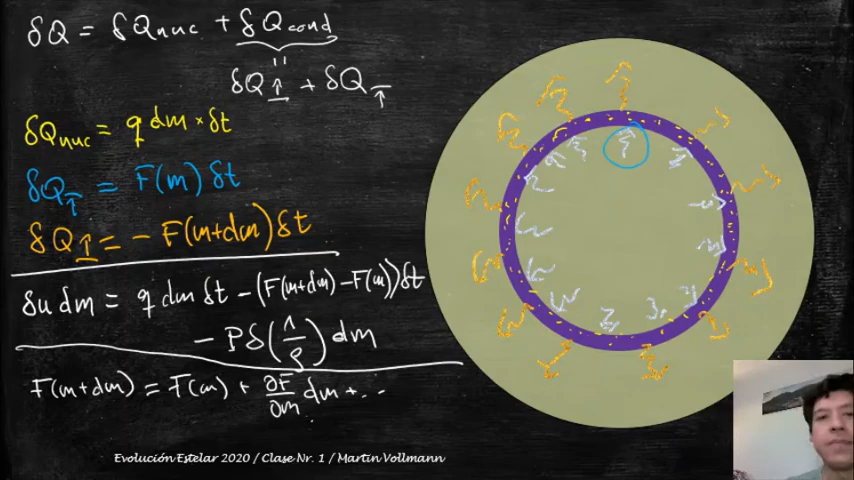 δQ = δQnuc + δQcond
"
δQ↑ + δQ↑
δQnuc = q dm × δt
δQ↑ = F(m) δt
δQ↑ = - F(m+dm) δt
δu dm = q dm δt - (F(m+dm) - F(m)) δt
- P δ(1/ρ) dm
F(m+dm) = F(m) + ∂F/∂m dm + ...
Evolución Estelar 2020 / Clase Nr. 1 / Martin Vollmann